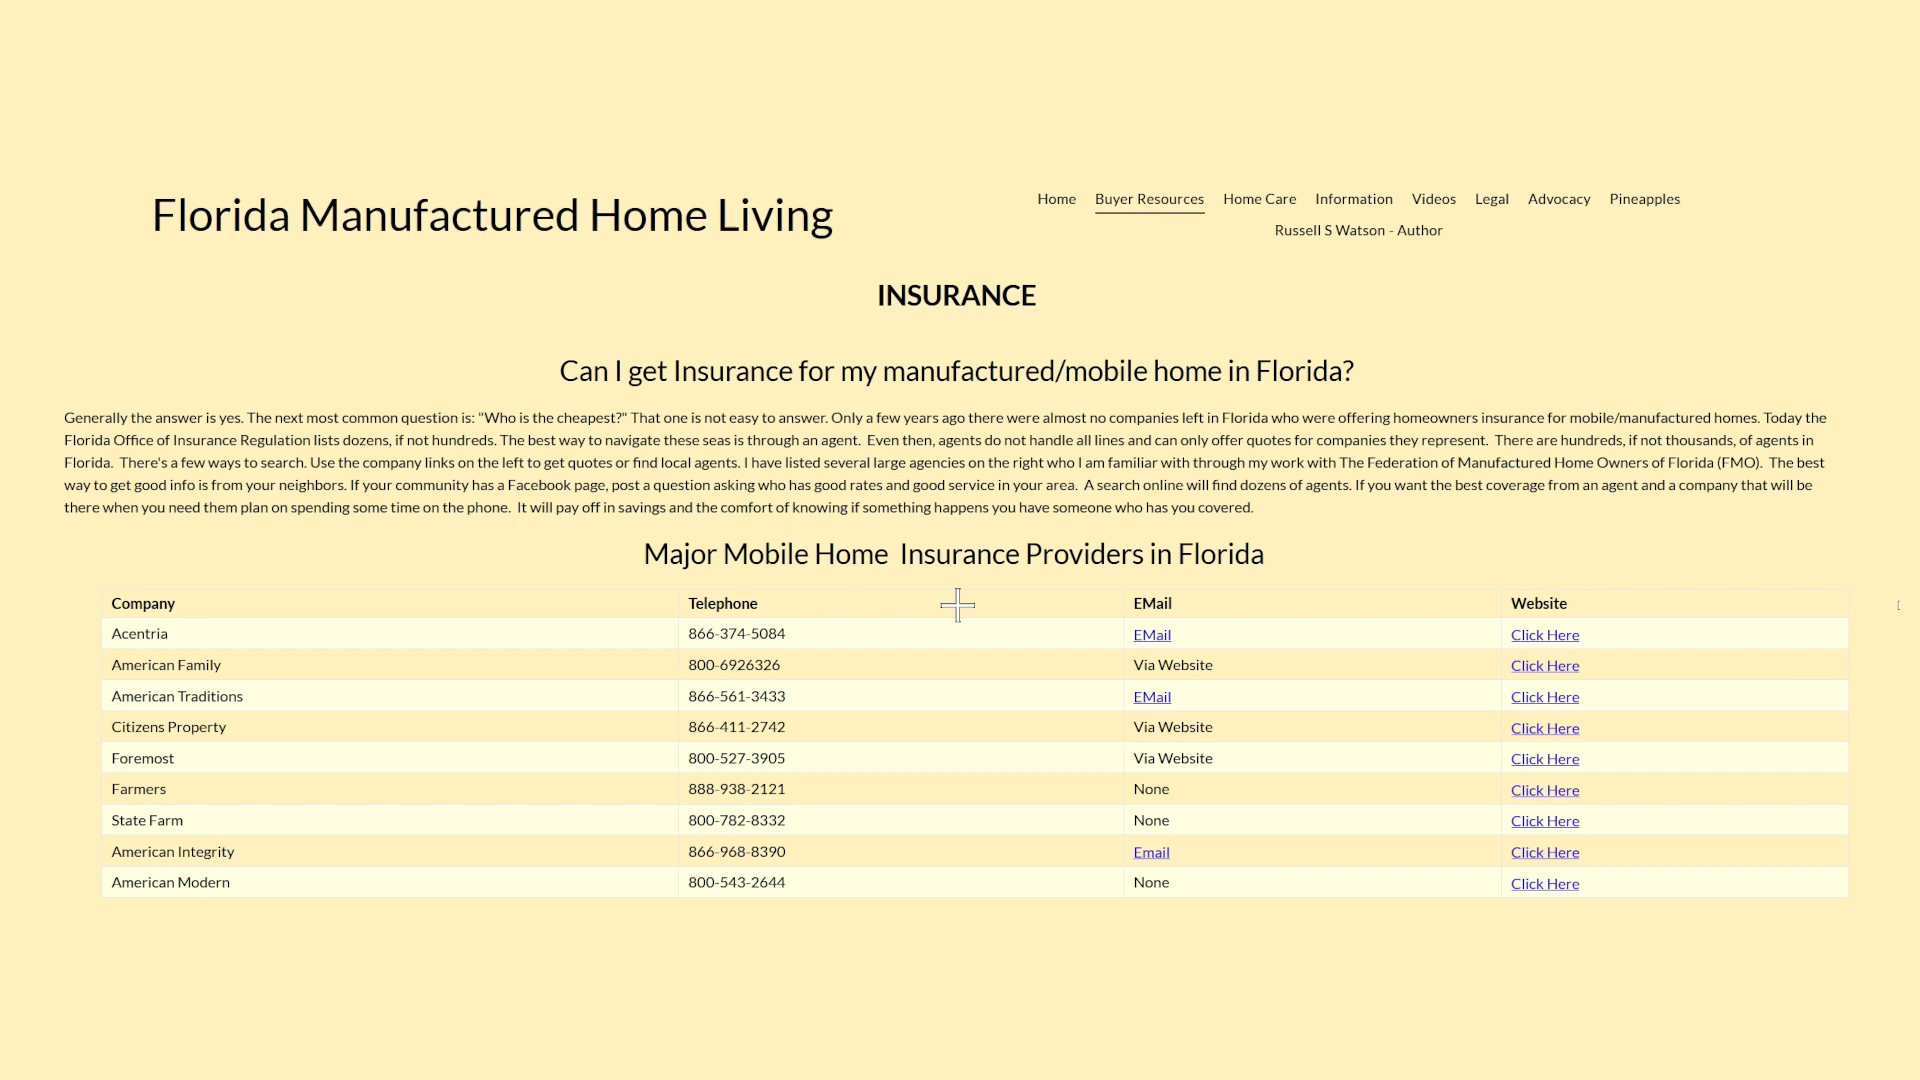 Florida Manufactured Home Living
Home Buyer Resources Home Care Information Videos Legal Advocacy Pineapples
Russell S Watson - Author
INSURANCE
Can I get Insurance for my manufactured/mobile home in Florida?
Generally the answer is yes. The next most common question is: "Who is the cheapest?" That one is not easy to answer. Only a few years ago there were almost no companies left in Florida who were offering homeowners insurance for mobile/manufactured homes. Today the
Florida Office of Insurance Regulation lists dozens, if not hundreds. The best way to navigate these seas is through an agent. Even then, agents do not handle all lines and can only offer quotes for companies they represent. There are hundreds, if not thousands, of agents in
Florida. There's a few ways to search. Use the company links on the left to get quotes or find local agents. I have listed several large agencies on the right who I am familiar with through my work with The Federation of Manufactured Home Owners of Florida (FMO). The best
way to get good info is from your neighbors. If your community has a Facebook page, post a question asking who has good rates and good service in your area. A search online will find dozens of agents. If you want the best coverage from an agent and a company that will be
there when you need them plan on spending some time on the phone. It will pay off in savings and the comfort of knowing if something happens you have someone who has you covered.
Major Mobile Home Insurance Providers in Florida
Company Telephone EMail Website
Acentria 866-374-5084 EMail Click Here
American Family 800-6926326 Via Website Click Here
American Traditions 866-561-3433 EMail Click Here
Citizens Property 866-411-2742 Via Website Click Here
Foremost 800-527-3905 Via Website Click Here
Farmers 888-938-2121 None Click Here
State Farm 800-782-8332 None Click Here
American Integrity 866-968-8390 Email Click Here
American Modern 800-543-2644 None Click Here